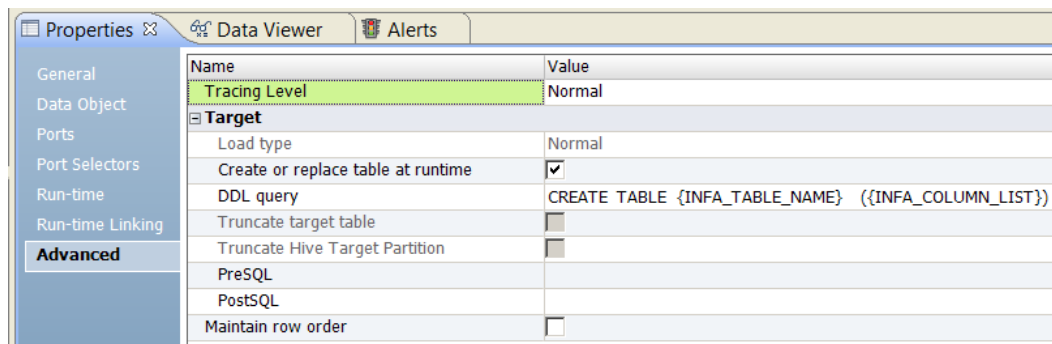 Properties Data Viewer Alerts
General
Data Object
Ports
Port Selectors
Run-time
Run-time Linking
Advanced
Name Value
Tracing Level Normal
Target
Load type Normal
Create or replace table at runtime
DDL query CREATE TABLE {INFA_TABLE_NAME} ({INFA_COLUMN_LIST})
Truncate target table
Truncate Hive Target Partition
PreSQL
PostSQL
Maintain row order